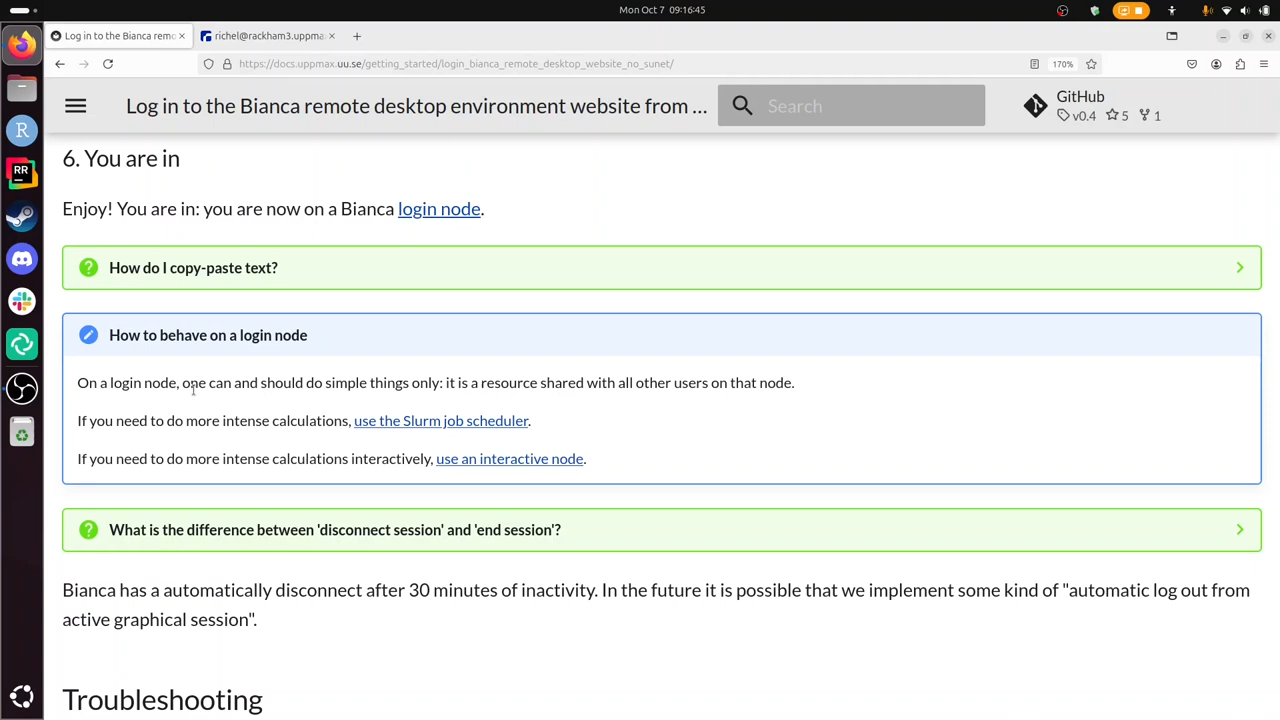 Mon Oct 7 09:16:45
Log in to the Bianca remo
richel@rackham3.uppma
https://docs.uppmax.uu.se/getting_started/login_bianca_remote_desktop_website_no_sunet/
170%
Log in to the Bianca remote desktop environment website from ...
Search
GitHub
v0.4 5 1
6. You are in
Enjoy! You are in: you are now on a Bianca login node.
How do I copy-paste text?
How to behave on a login node
On a login node, one can and should do simple things only: it is a resource shared with all other users on that node.
If you need to do more intense calculations, use the Slurm job scheduler.
If you need to do more intense calculations interactively, use an interactive node.
What is the difference between 'disconnect session' and 'end session'?
Bianca has a automatically disconnect after 30 minutes of inactivity. In the future it is possible that we implement some kind of "automatic log out from
active graphical session".
Troubleshooting
R
RR